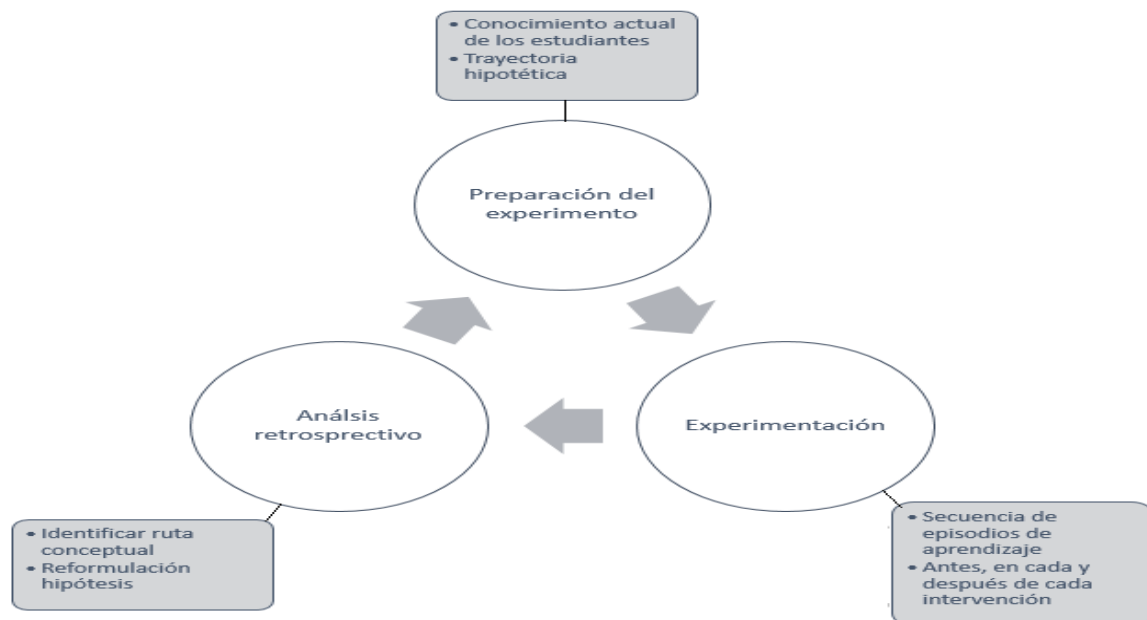 • Conocimiento actual
de los estudiantes
• Trayectoria
hipotética
Preparación del
experimento
Análsis
retrosprectivo
Experimentación
• Identificar ruta
conceptual
• Reformulación
hipótesis
• Secuencia de
episodios de
aprendizaje
• Antes, en cada y
después de cada
intervención